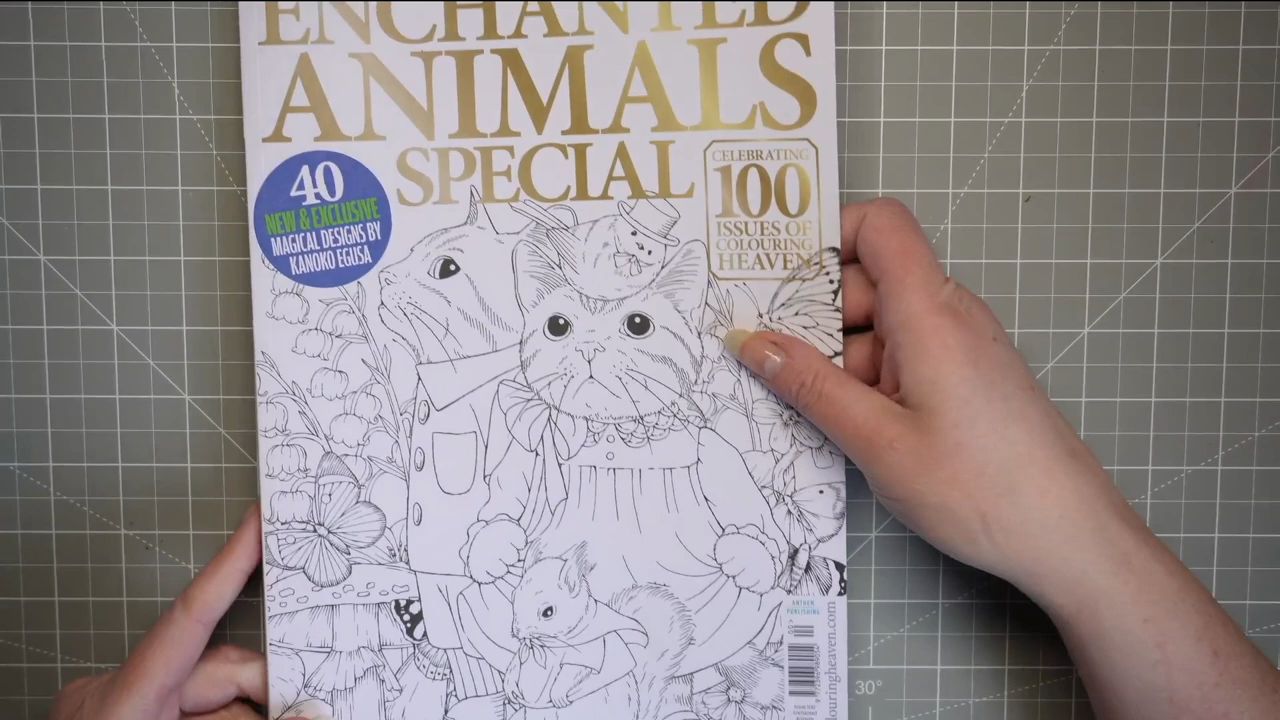 ENCHANTED
ANIMALS
SPECIAL
40
NEW & EXCLUSIVE
MAGICAL DESIGNS BY
KANOKO EGUSA
CELEBRATING
100
ISSUES OF
COLOURING
HEAVEN
ANTHEM
PUBLISHING
ouringheaven.com
30°